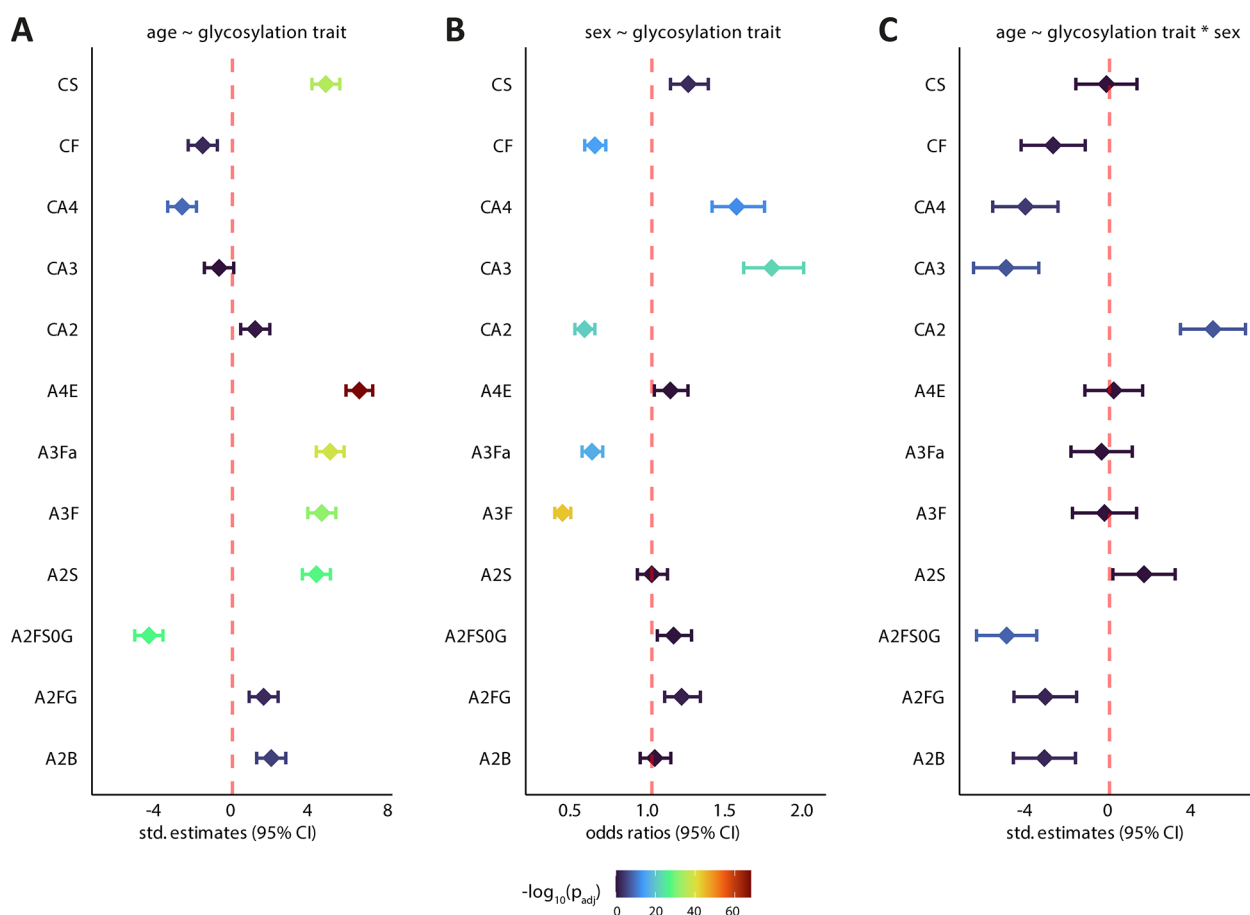 A
age ~ glycosylation trait
CS
CF
CA4
CA3
CA2
A4E
A3Fa
A3F
A2S
A2FS0G
A2FG
A2B
-4 0 4 8
std. estimates (95% CI)
B
sex ~ glycosylation trait
CS
CF
CA4
CA3
CA2
A4E
A3Fa
A3F
A2S
A2FS0G
A2FG
A2B
0.5 1.0 1.5 2.0
odds ratios (95% CI)
C
age ~ glycosylation trait * sex
CS
CF
CA4
CA3
CA2
A4E
A3Fa
A3F
A2S
A2FS0G
A2FG
A2B
-4 0 4
std. estimates (95% CI)
-log10(padj)
0 20 40 60